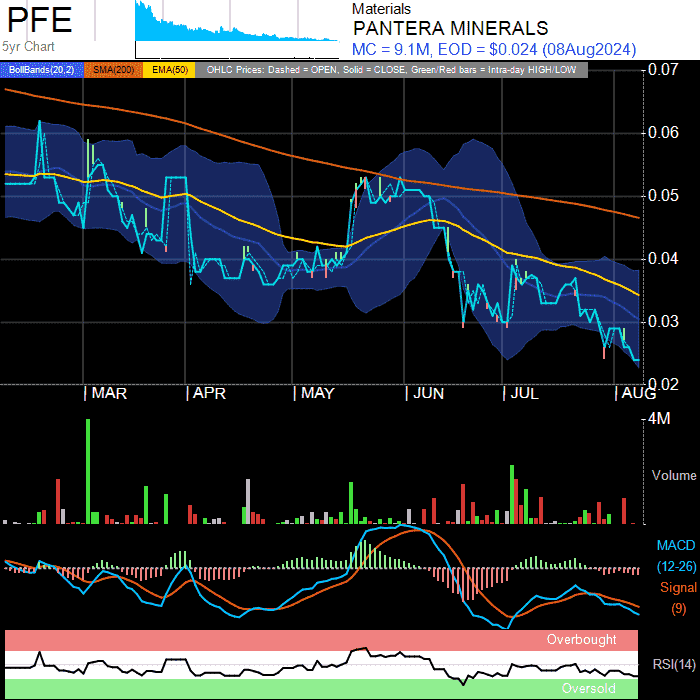 PFE
5yr Chart
Materials
PANTERA MINERALS
MC = 9.1M, EOD = $0.024 (08Aug2024)
BollBands(20,2) SMA(200) EMA(50) OHLC Prices: Dashed = OPEN, Solid = CLOSE, Green/Red bars = Intra-day HIGH/LOW
0.07
0.06
0.05
0.04
0.03
0.02
| MAR | APR | MAY | JUN | JUL | AUG
4M
Volume
MACD
(12-26)
Signal
(9)
Overbought
RSI(14)
Oversold